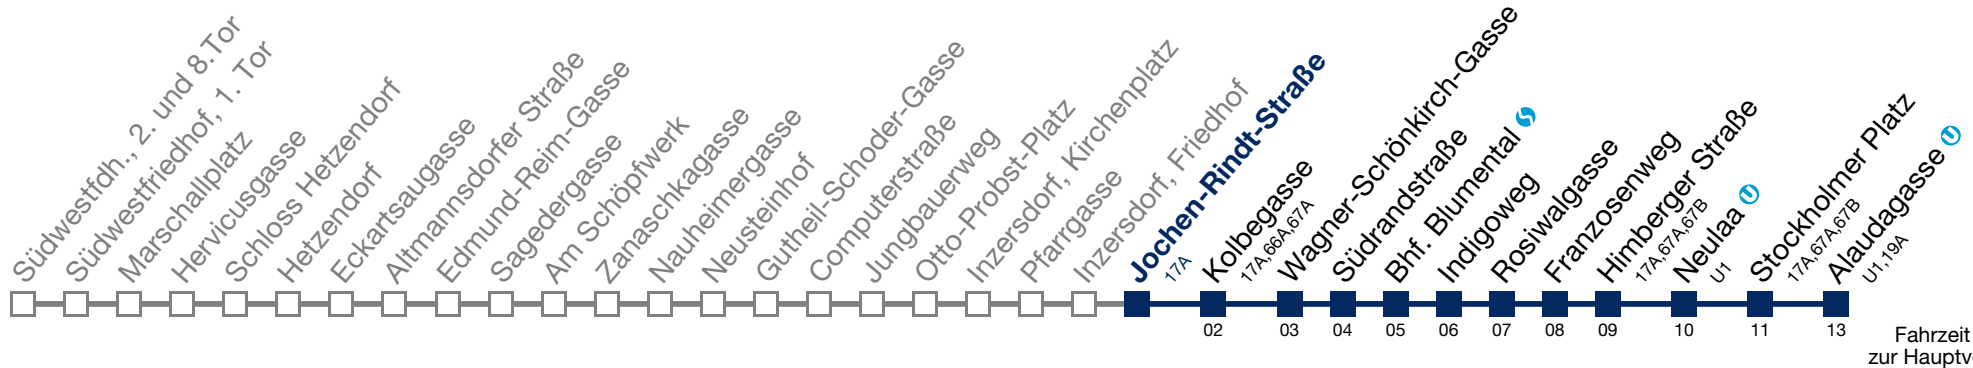 Südwestfdh., 2. und 8.Tor
Südwestfriedhof, 1. Tor
Marschallplatz
Hervicusgasse
Schloss Hetzendorf
Hetzendorf
Eckartsaugasse
Altmannsdorfer Straße
Edmund-Reim-Gasse
Sagedergasse
Am Schöpfwerk
Zanaschkagasse
Nauheimergasse
Neusteinhof
Gutheil-Schoder-Gasse
Computerstraße
Jungbauerweg
Otto-Probst-Platz
Inzersdorf, Kirchenplatz
Pfarrgasse
Inzersdorf, Friedhof
Jochen-Rindt-Straße
17A
Kolbegasse
17A,66A,67A
Wagner-Schönkirch-Gasse
Südrandstraße
Bhf. Blumental S
Indigoweg
Rosiwalgasse
Franzosenweg
Himberger Straße
17A,67A,67B
Neulaa U
U1
Stockholmer Platz
17A,67A,67B
Alaudagasse U
U1,19A
02 03 04 05 06 07 08 09 10 11 13
Fahrzeit
zur Hauptv